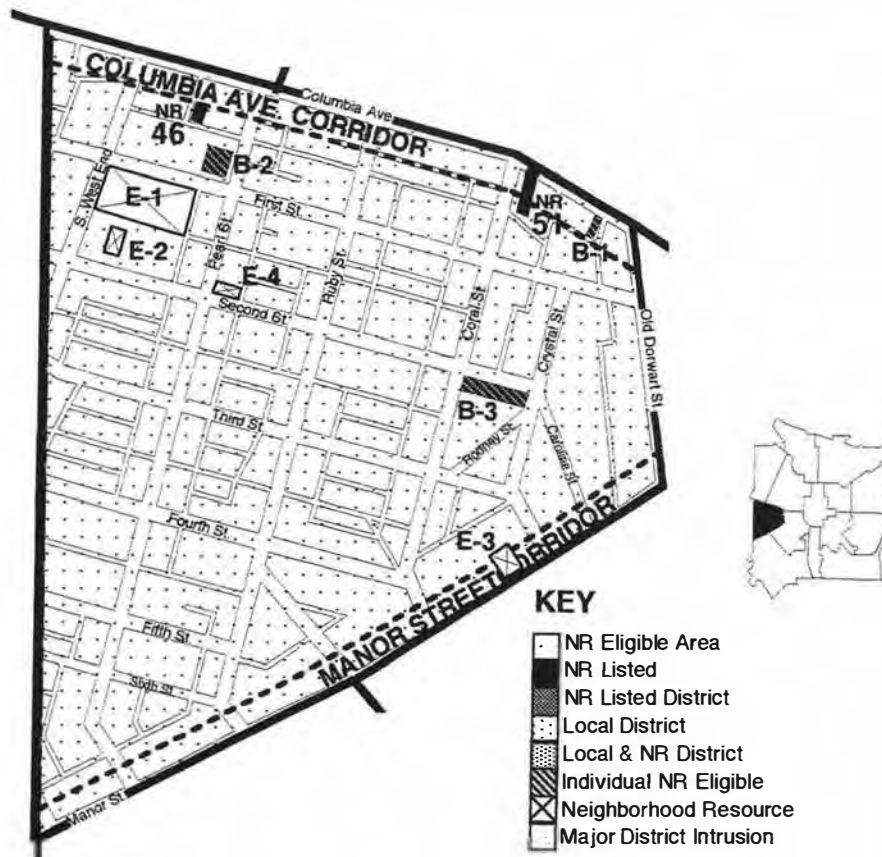 COLUMBIA AVE. CORRIDOR
Columbia Ave.
NR
46
B-2
S. West End
E-1
First St.
NR
51
B-1
E-2
Pearl St.
E-4
Ruby St.
Second St.
Coral St.
Crystal St.
Old Dorwart St.
B-3
Third St.
Rodney St.
Caroline St.
Fourth St.
E-3
MANOR STREET CORRIDOR
Fifth St.
Sixth St.
Manor St.
KEY
NR Eligible Area
NR Listed
NR Listed District
Local District
Local & NR District
Individual NR Eligible
Neighborhood Resource
Major District Intrusion